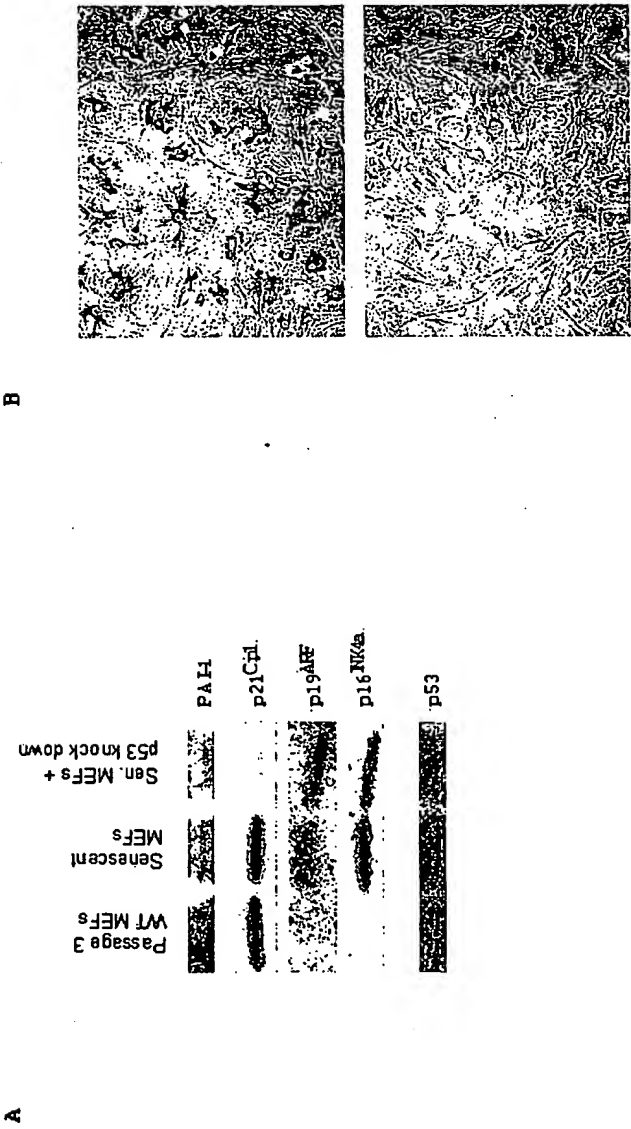 A
Passage 3
WT MEFs
Senescent
MEFs
Sen. MEFs +
p53 knock down
PAI-1
p21Cip1
p19ARF
p16INK4a
p53
B